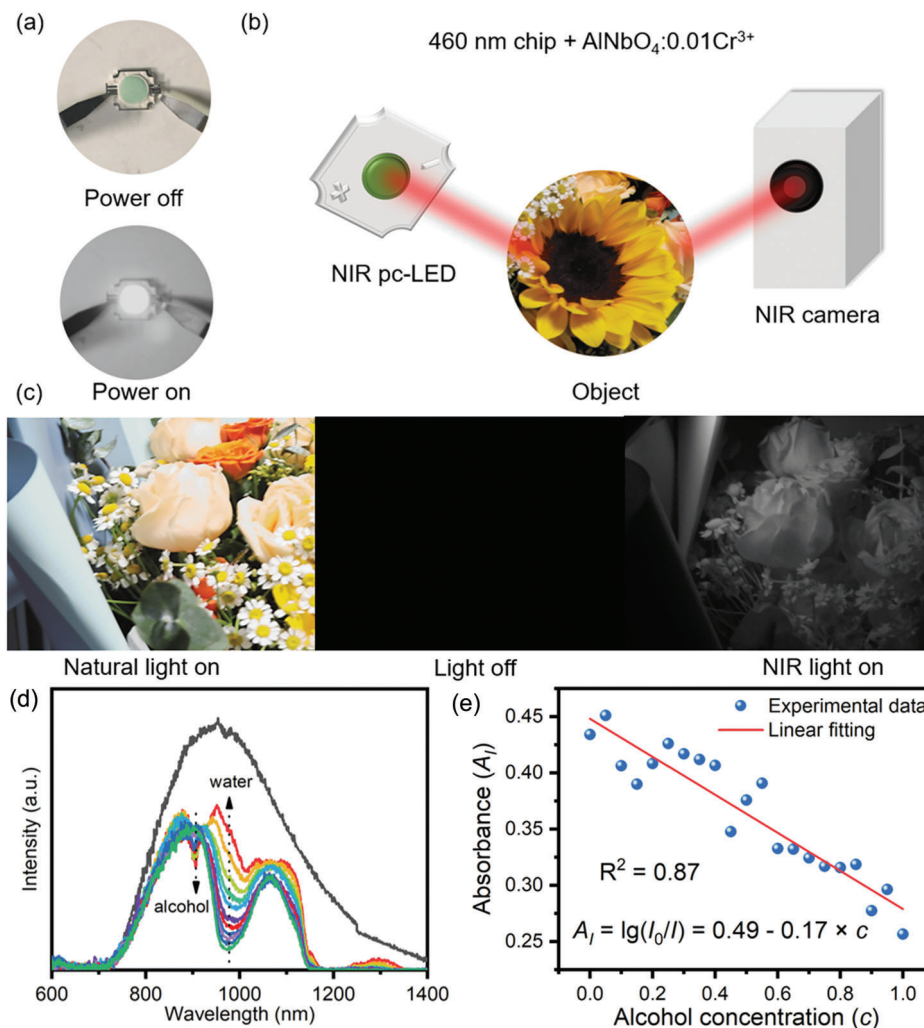 (a)
Power off
Power on
(b)
460 nm chip + AlNbO₄:0.01Cr³⁺
NIR pc-LED
NIR camera
Object
(c)
Natural light on
Light off
NIR light on
(d)
Intensity (a.u.)
water
alcohol
600
800
1000
1200
1400
Wavelength (nm)
(e)
Absorbance (A_I)
0.45
0.40
0.35
0.30
0.25
Experimental data
Linear fitting
R² = 0.87
A_I = lg(I₀/I) = 0.49 - 0.17 × c
0.0
0.2
0.4
0.6
0.8
1.0
Alcohol concentration (c)